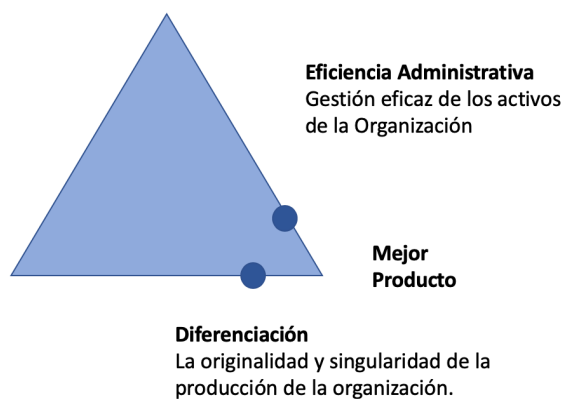 Eficiencia Administrativa
Gestión eficaz de los activos
de la Organización
Mejor
Producto
Diferenciación
La originalidad y singularidad de la
producción de la organización.